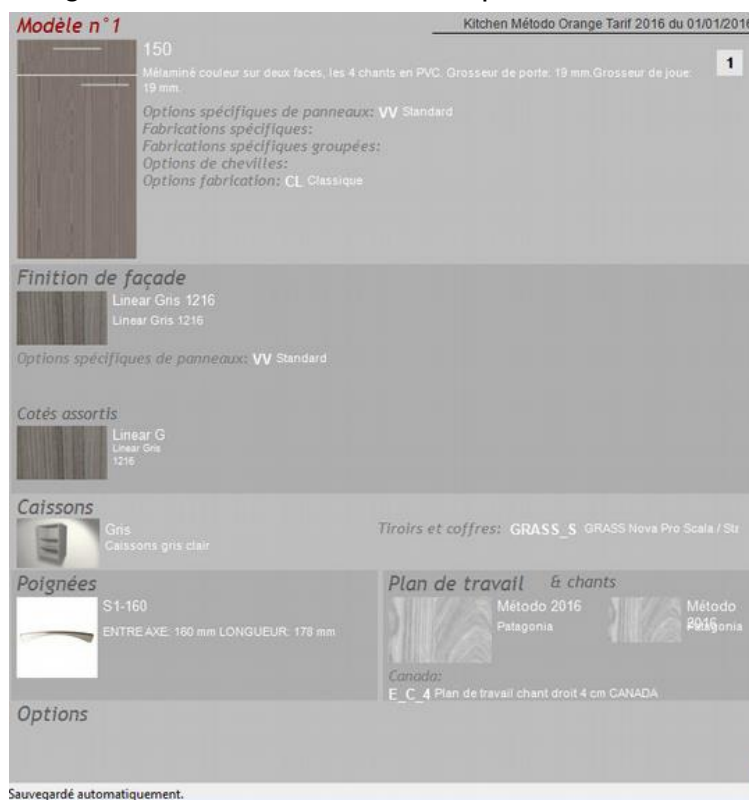 Modèle n°1
Kitchen Método Orange Tarif 2016 du 01/01/2016
150
1
Mélaminé couleur sur deux faces, les 4 chants en PVC. Grosseur de porte: 19 mm.Grosseur de joue:
19 mm.
Options spécifiques de panneaux: VV Standard
Fabrications spécifiques:
Fabrications spécifiques groupées:
Options de chevilles:
Options fabrication: CL Classique
Finition de façade
Linear Gris 1216
Linear Gris 1216
Options spécifiques de panneaux: VV Standard
Cotés assortis
Linear G
Linear Gris
1216
Caissons
Gris
Caissons gris clair
Tiroirs et coffres: GRASS_S GRASS Nova Pro Scala / Sta
Poignées
S1-160
ENTRE AXE: 160 mm LONGUEUR: 178 mm
Plan de travail & chants
Método 2016
Patagonia
Método
2016
Patagonia
Canada:
E_C_4 Plan de travail chant droit 4 cm CANADA
Options
Sauvegardé automatiquement.